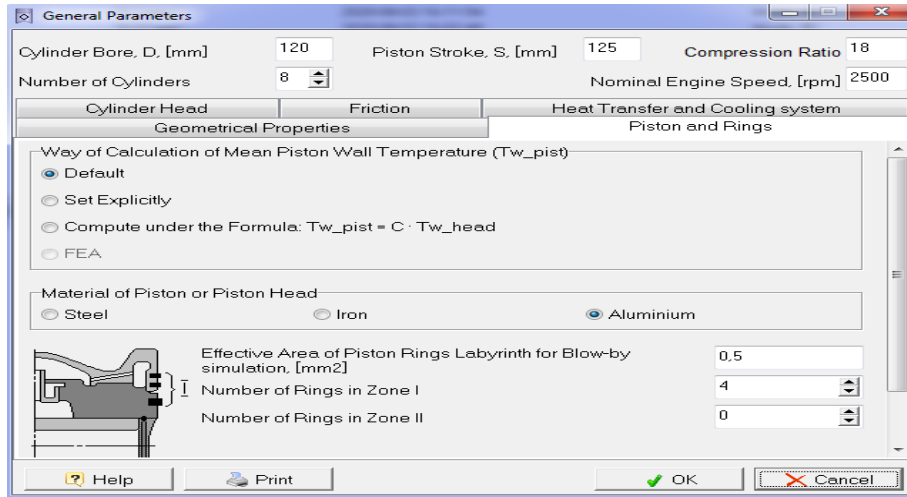 General Parameters
Cylinder Bore, D, [mm] 120 Piston Stroke, S, [mm] 125 Compression Ratio 18
Number of Cylinders 8 Nominal Engine Speed, [rpm] 2500
Cylinder Head Friction Heat Transfer and Cooling system
Geometrical Properties Piston and Rings
Way of Calculation of Mean Piston Wall Temperature (Tw_pist)
Default
Set Explicitly
Compute under the Formula: Tw_pist = C · Tw_head
FEA
Material of Piston or Piston Head
Steel Iron Aluminium
Effective Area of Piston Rings Labyrinth for Blow-by
simulation, [mm2] 0,5
I Number of Rings in Zone I 4
Number of Rings in Zone II 0
Help Print OK Cancel